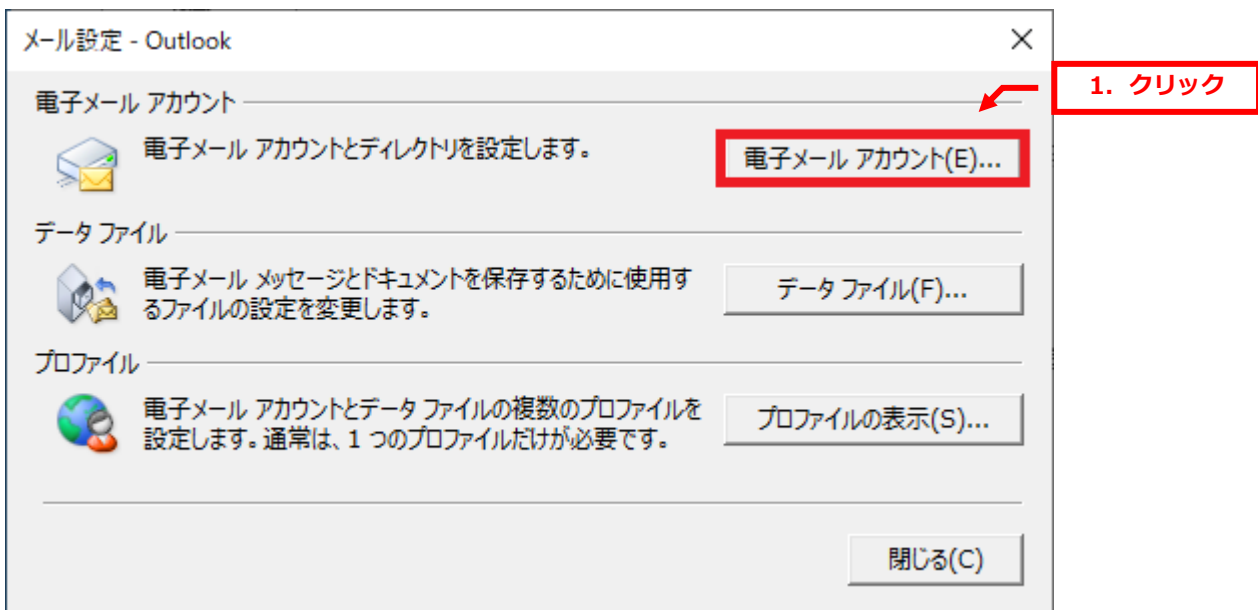 メール設定 - Outlook
1. クリック
電子メール アカウント
電子メール アカウントとディレクトリを設定します。
電子メール アカウント(E)...
データ ファイル
電子メール メッセージとドキュメントを保存するために使用す
るファイルの設定を変更します。
データ ファイル(F)...
プロファイル
電子メール アカウントとデータ ファイルの複数のプロファイルを
設定します。通常は、1 つのプロファイルだけが必要です。
プロファイルの表示(S)...
閉じる(C)